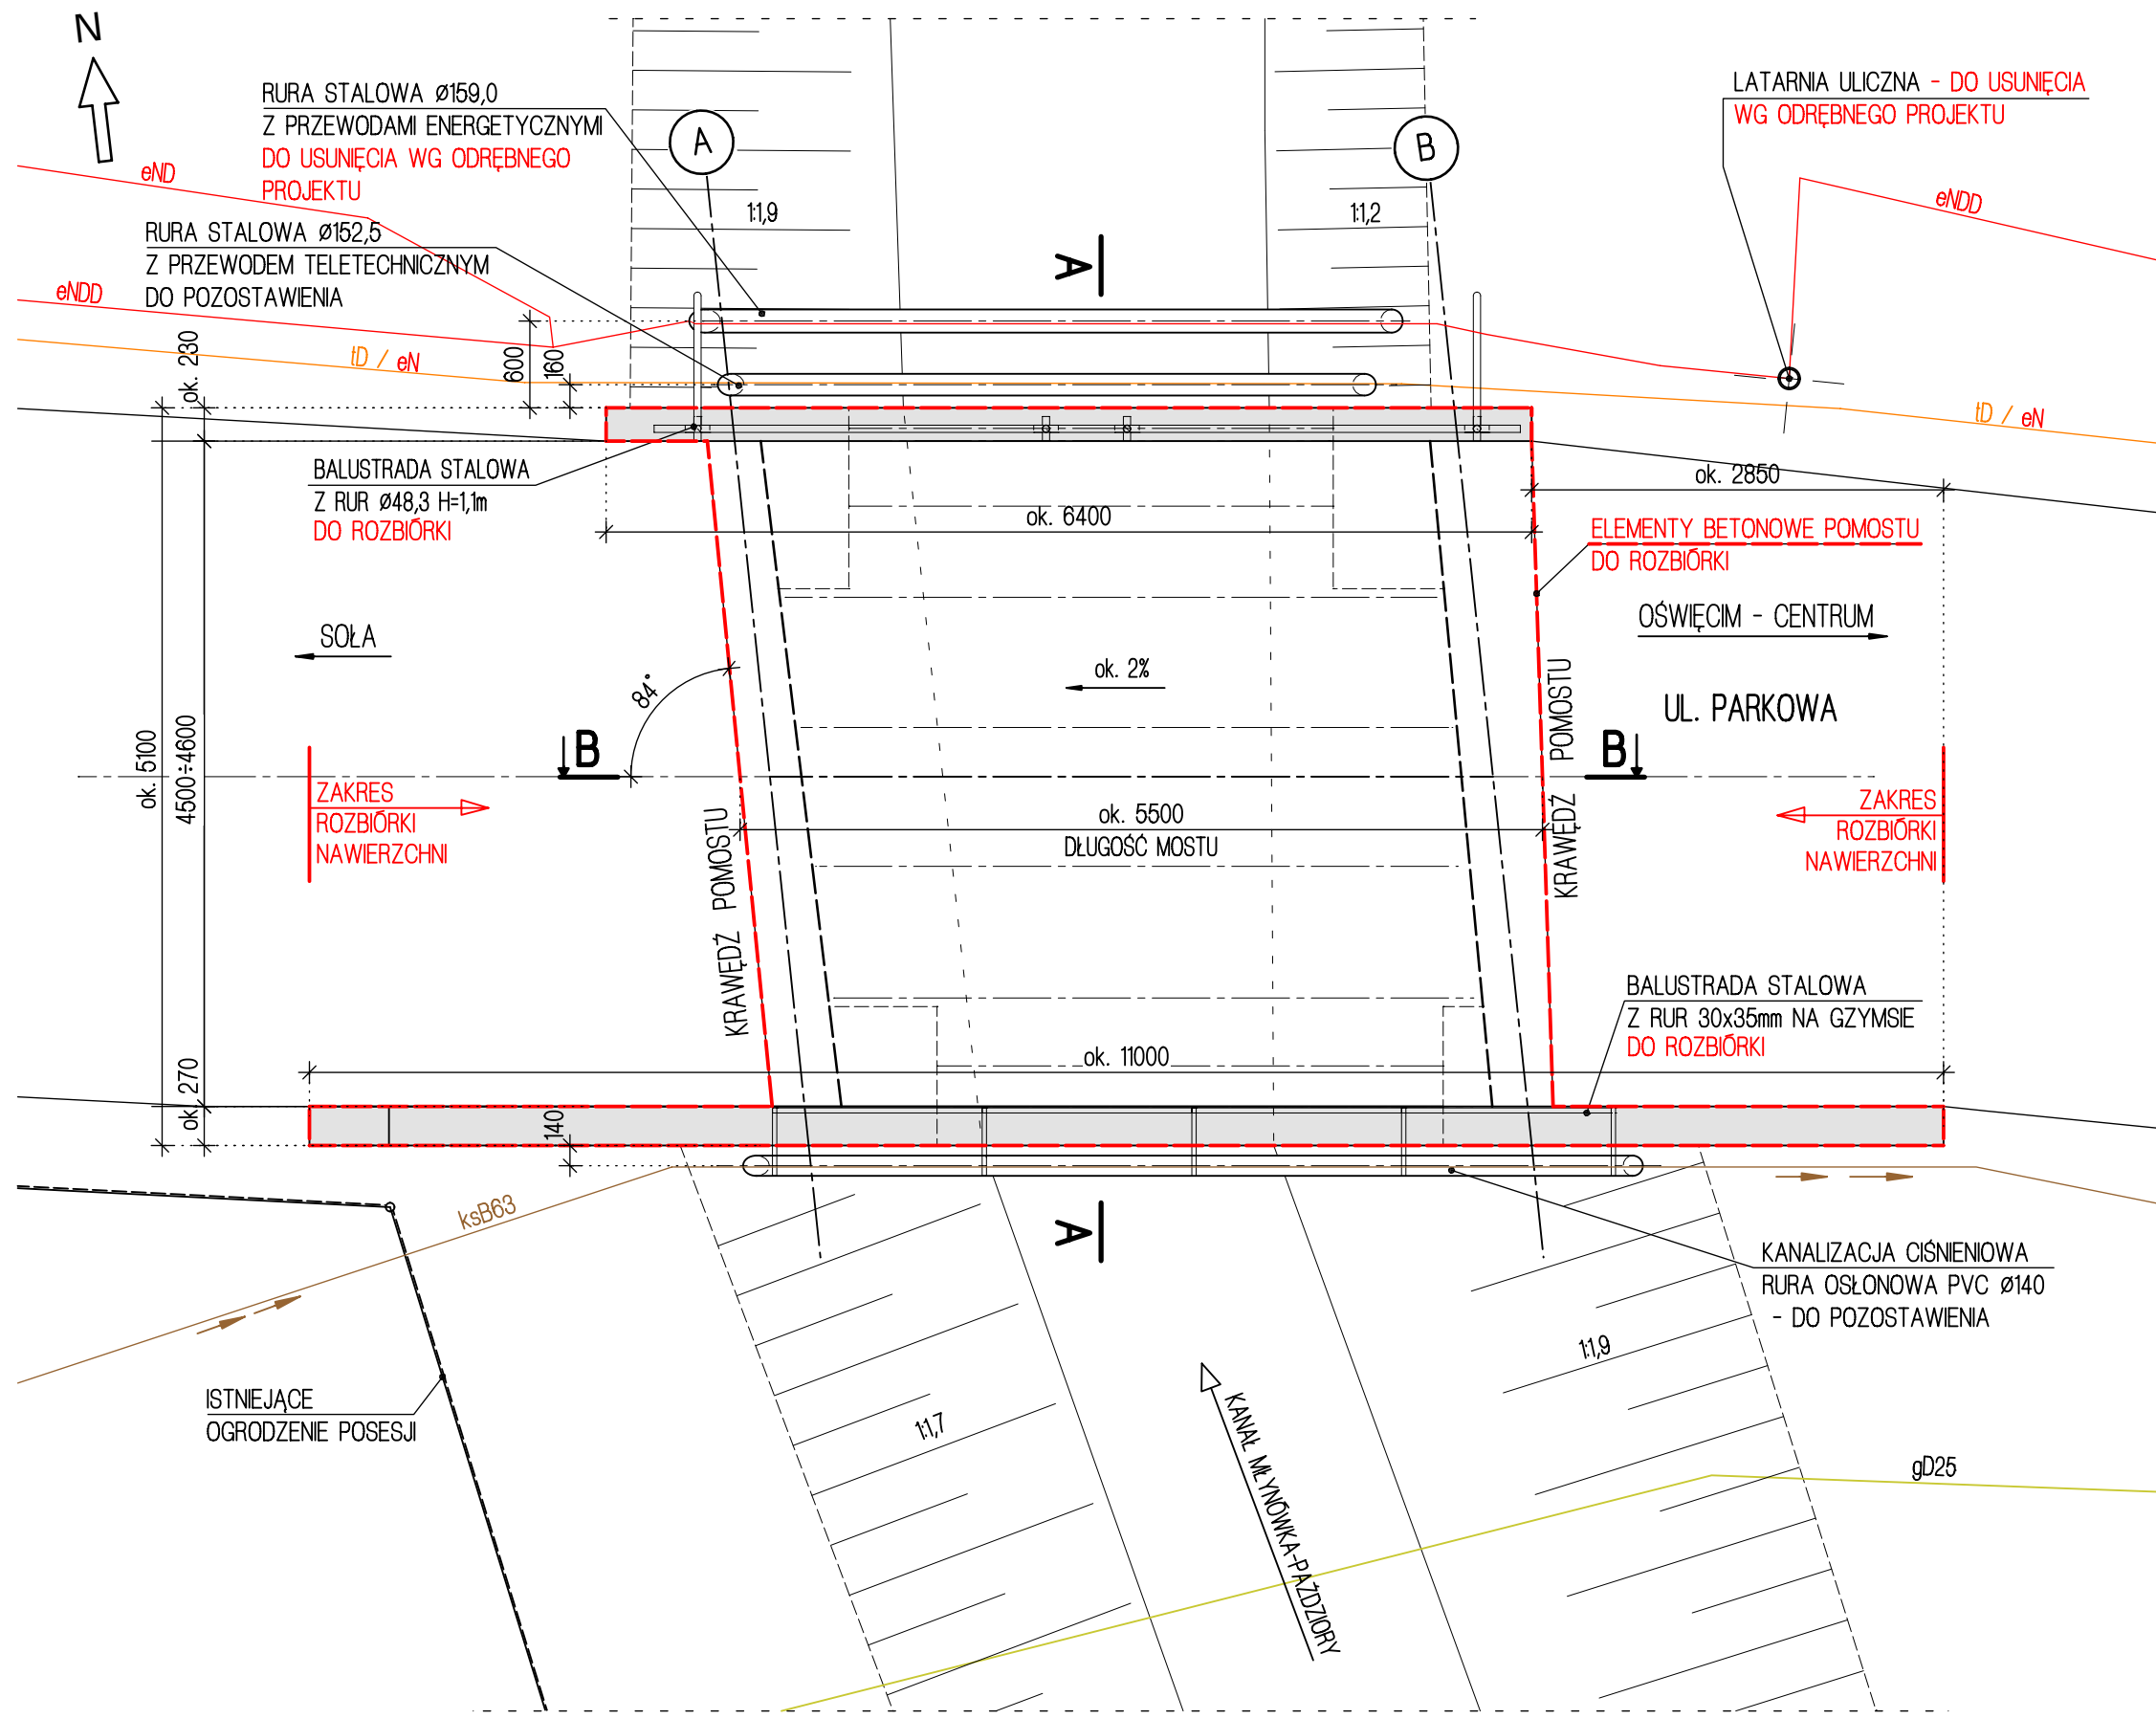 N
RURA STALOWA Ø159,0
Z PRZEWODAMI ENERGETYCZNYMI
DO USUNIĘCIA WG ODRĘBNEGO
PROJEKTU
LATARNIA ULICZNA - DO USUNIĘCIA
WG ODRĘBNEGO PROJEKTU
A
B
eND
eNDD
1:1,9
1:1,2
RURA STALOWA Ø152,5
Z PRZEWODEM TELETECHNICZNYM
DO POZOSTAWIENIA
eNDD
A
ok. 230
600
160
tD / eN
tD / eN
BALUSTRADA STALOWA
Z RUR Ø48,3 H=1,1m
DO ROZBIÓRKI
ok. 2850
ok. 6400
ELEMENTY BETONOWE POMOSTU
DO ROZBIÓRKI
OŚWIĘCIM - CENTRUM
SOŁA
ok. 2%
84°
UL. PARKOWA
KRAWĘDŹ POMOSTU
ok. 5100
4500÷4600
B
B
ZAKRES
ROZBIÓRKI
NAWIERZCHNI
ok. 5500
DŁUGOŚĆ MOSTU
ZAKRES
ROZBIÓRKI
NAWIERZCHNI
KRAWĘDŹ POMOSTU
BALUSTRADA STALOWA
Z RUR 30x35mm NA GZYMSIE
DO ROZBIÓRKI
ok. 11000
ok. 270
140
ksB63
A
KANALIZACJA CIŚNIENIOWA
RURA OSŁONOWA PVC Ø140
- DO POZOSTAWIENIA
1:1,9
ISTNIEJĄCE
OGRODZENIE POSESJI
1:1,7
KANAŁ MŁYNÓWKA-PAŹDZIORY
gD25